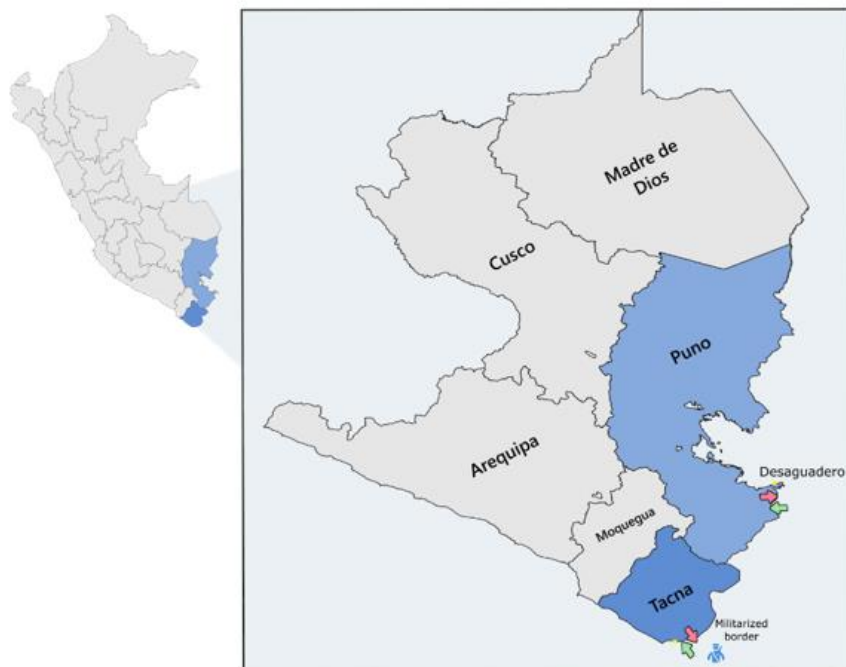 Madre de
Dios
Cusco
Puno
Arequipa
Desaguadero
Moquegua
Tacna
Militarized
border